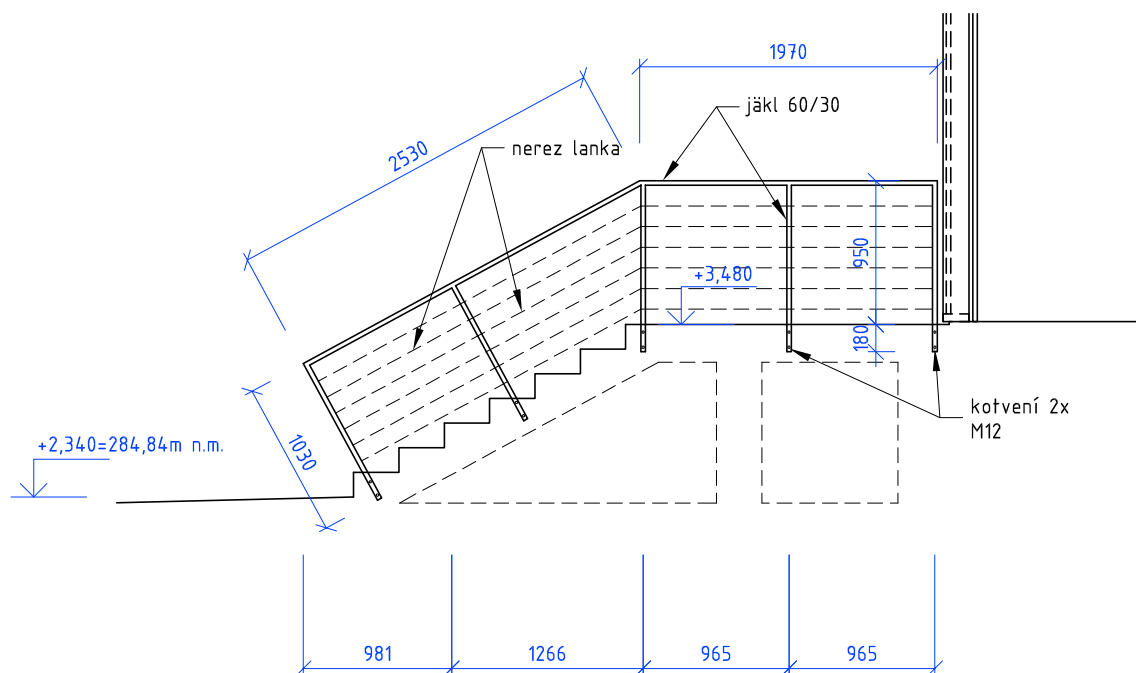 1970
jäkl 60/30
2530
nerez lanka
+3,480
950
180
kotvení 2x
M12
+2,340=284,84m n.m.
1030
981
1266
965
965